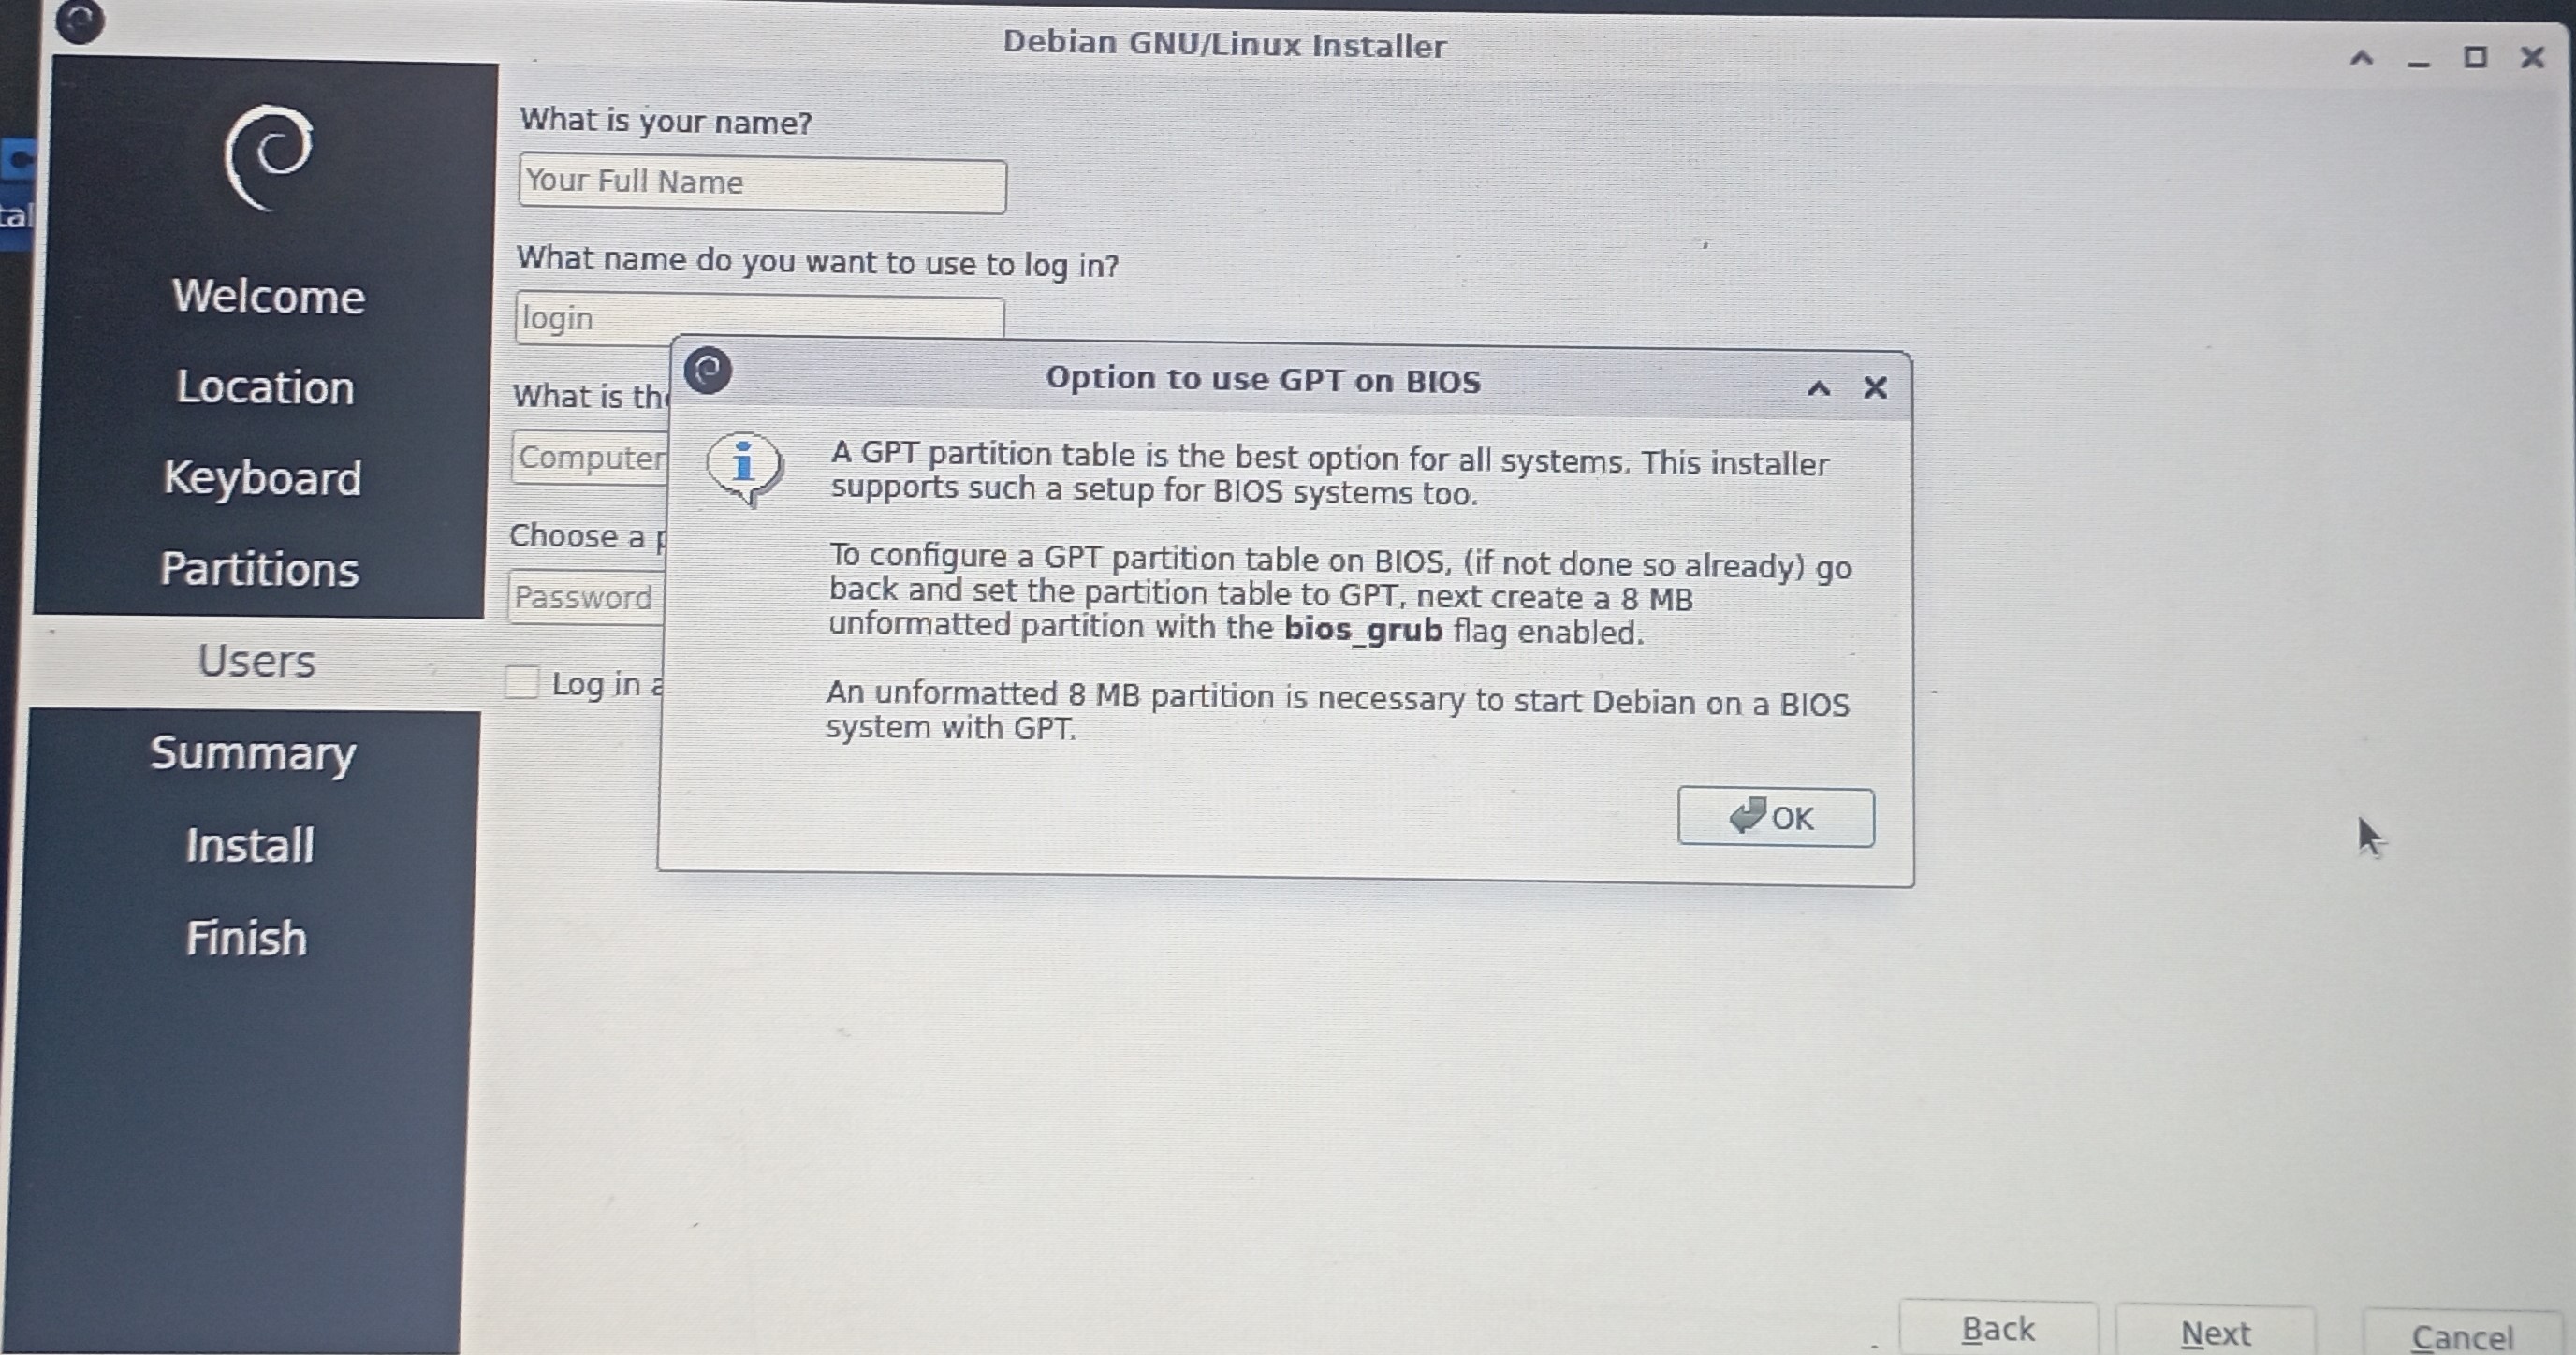 Debian GNU/Linux Installer
tal
Welcome
Location
Keyboard
Partitions
Users
Summary
Install
Finish
What is your name?
Your Full Name
What name do you want to use to log in?
login
What is the
Computer
Choose a p
Password
Log in a
Option to use GPT on BIOS
A GPT partition table is the best option for all systems. This installer
supports such a setup for BIOS systems too.
To configure a GPT partition table on BIOS, (if not done so already) go
back and set the partition table to GPT, next create a 8 MB
unformatted partition with the bios_grub flag enabled.
An unformatted 8 MB partition is necessary to start Debian on a BIOS
system with GPT.
OK
Back
Next
Cancel